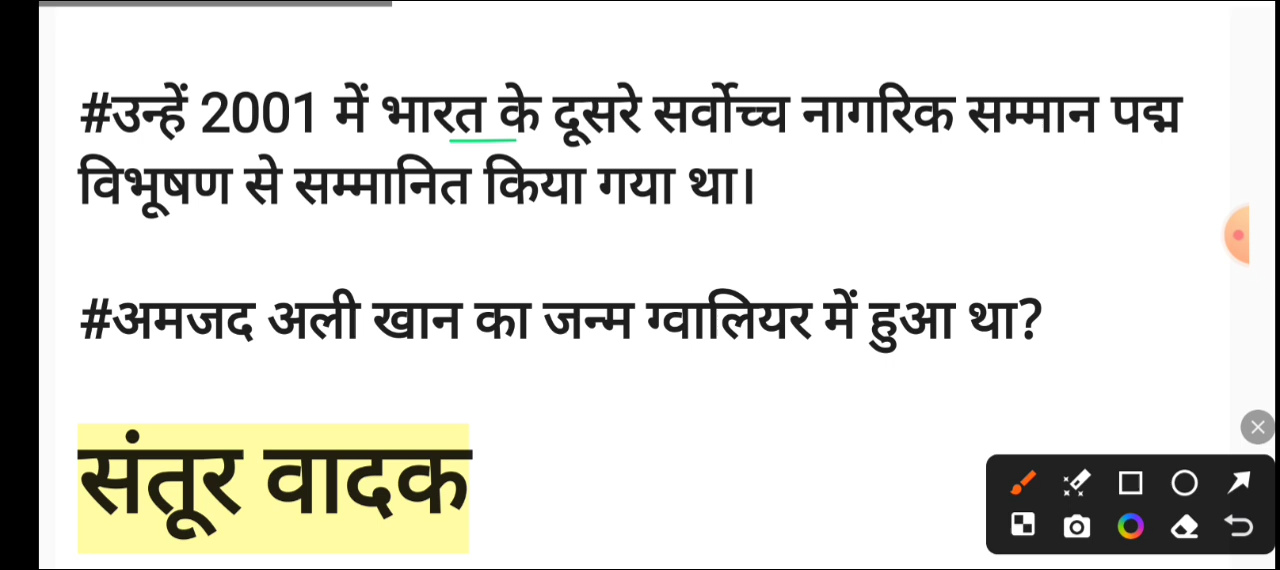 #उन्हें 2001 में भारत के दूसरे सर्वोच्च नागरिक सम्मान पद्म
विभूषण से सम्मानित किया गया था।
#अमजद अली खान का जन्म ग्वालियर में हुआ था?
संतूर वादक